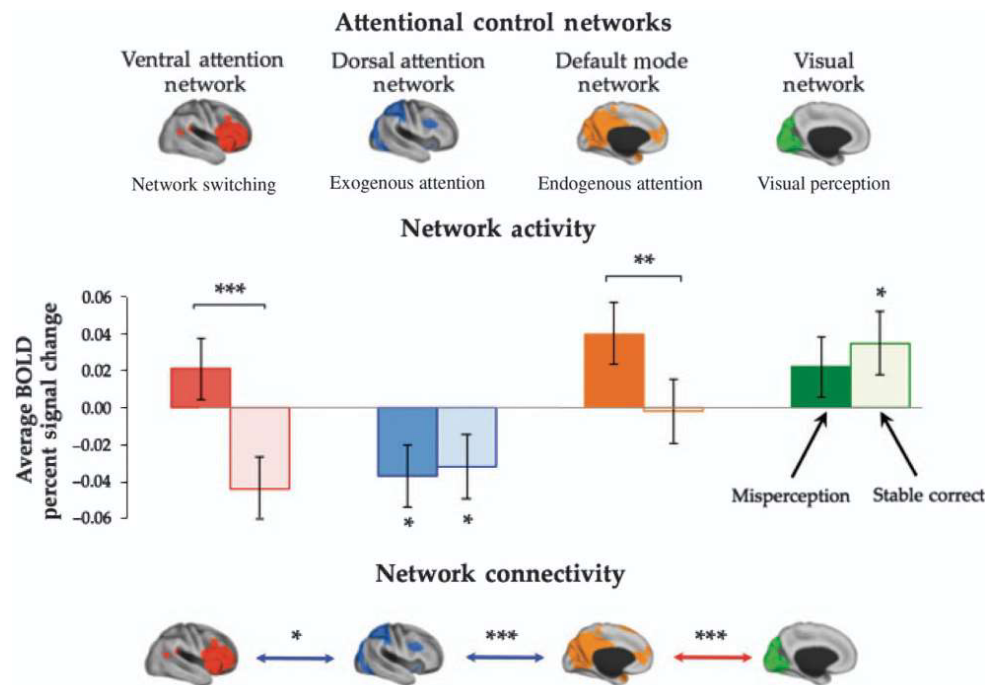 Attentional control networks
Ventral attention network
Dorsal attention network
Default mode network
Visual network
Network switching
Exogenous attention
Endogenous attention
Visual perception
Network activity
Average BOLD percent signal change
0.06
0.04
0.02
0.00
−0.02
−0.04
−0.06
***
*
*
**
*
Misperception
Stable correct
Network connectivity
*
***
***